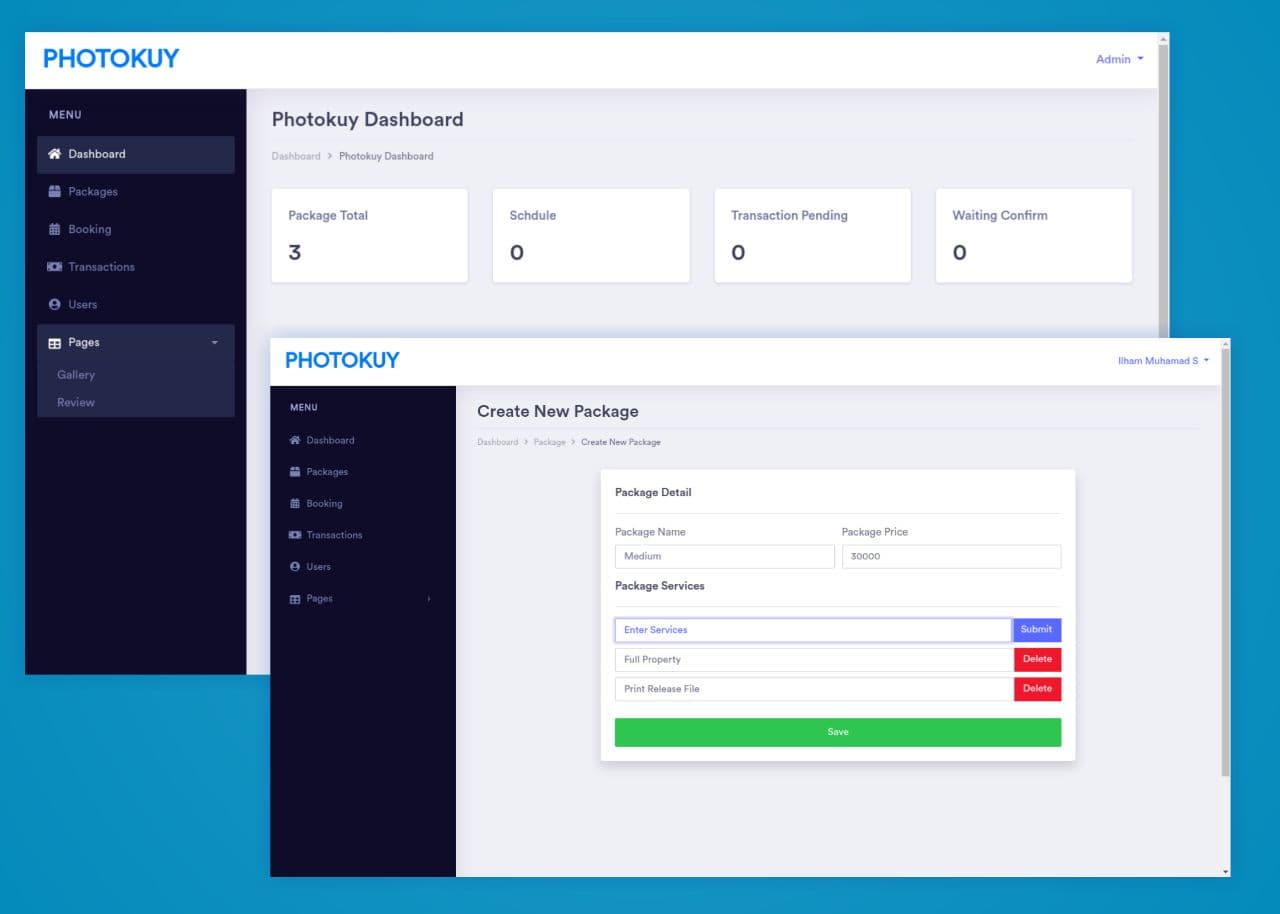 PHOTOKUY
Admin
MENU
Dashboard
Packages
Booking
Transactions
Users
Pages
Gallery
Review
Photokuy Dashboard
Dashboard > Photokuy Dashboard
Package Total
3
Schdule
0
Transaction Pending
0
Waiting Confirm
0
PHOTOKUY
Ilham Muhamad S
MENU
Dashboard
Packages
Booking
Transactions
Users
Pages
Create New Package
Dashboard > Package > Create New Package
Package Detail
Package Name
Package Price
Medium
30000
Package Services
Enter Services
Submit
Full Property
Delete
Print Release File
Delete
Save